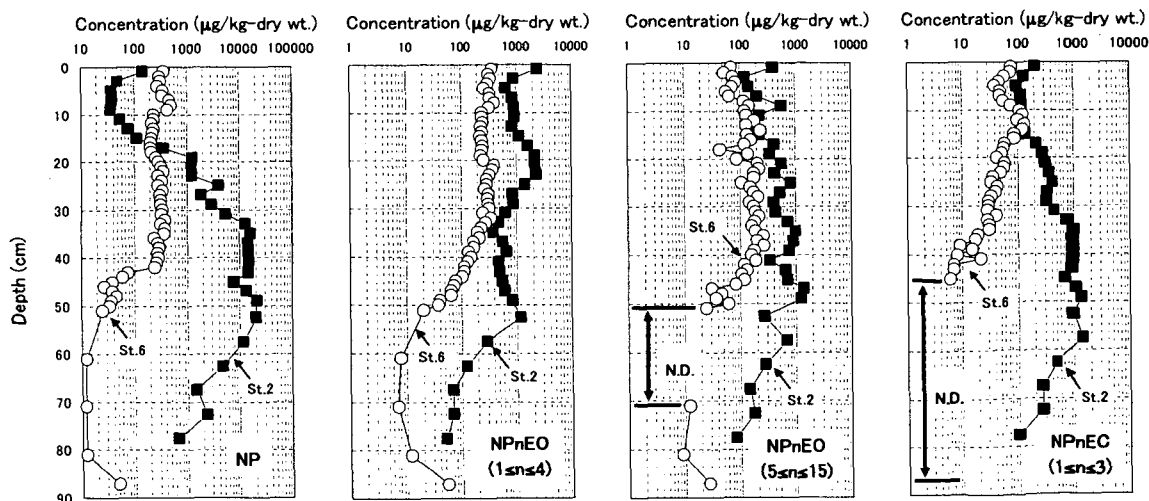 Concentration (μg/kg-dry wt.) Concentration (μg/kg-dry wt.) Concentration (μg/kg-dry wt.) Concentration (μg/kg-dry wt.)
10 100 1000 10000 100000 1 10 100 1000 10000 1 10 100 1000 10000 1 10 100 1000 10000
0
10
20
30
40
50
60
70
80
90
Depth (cm)
St.6
St.2
NP
St.6
St.2
NPnEO
(1≤n≤4)
St.6
N.D.
St.2
NPnEO
(5≤n≤15)
St.6
N.D.
St.2
NPnEC
(1≤n≤3)